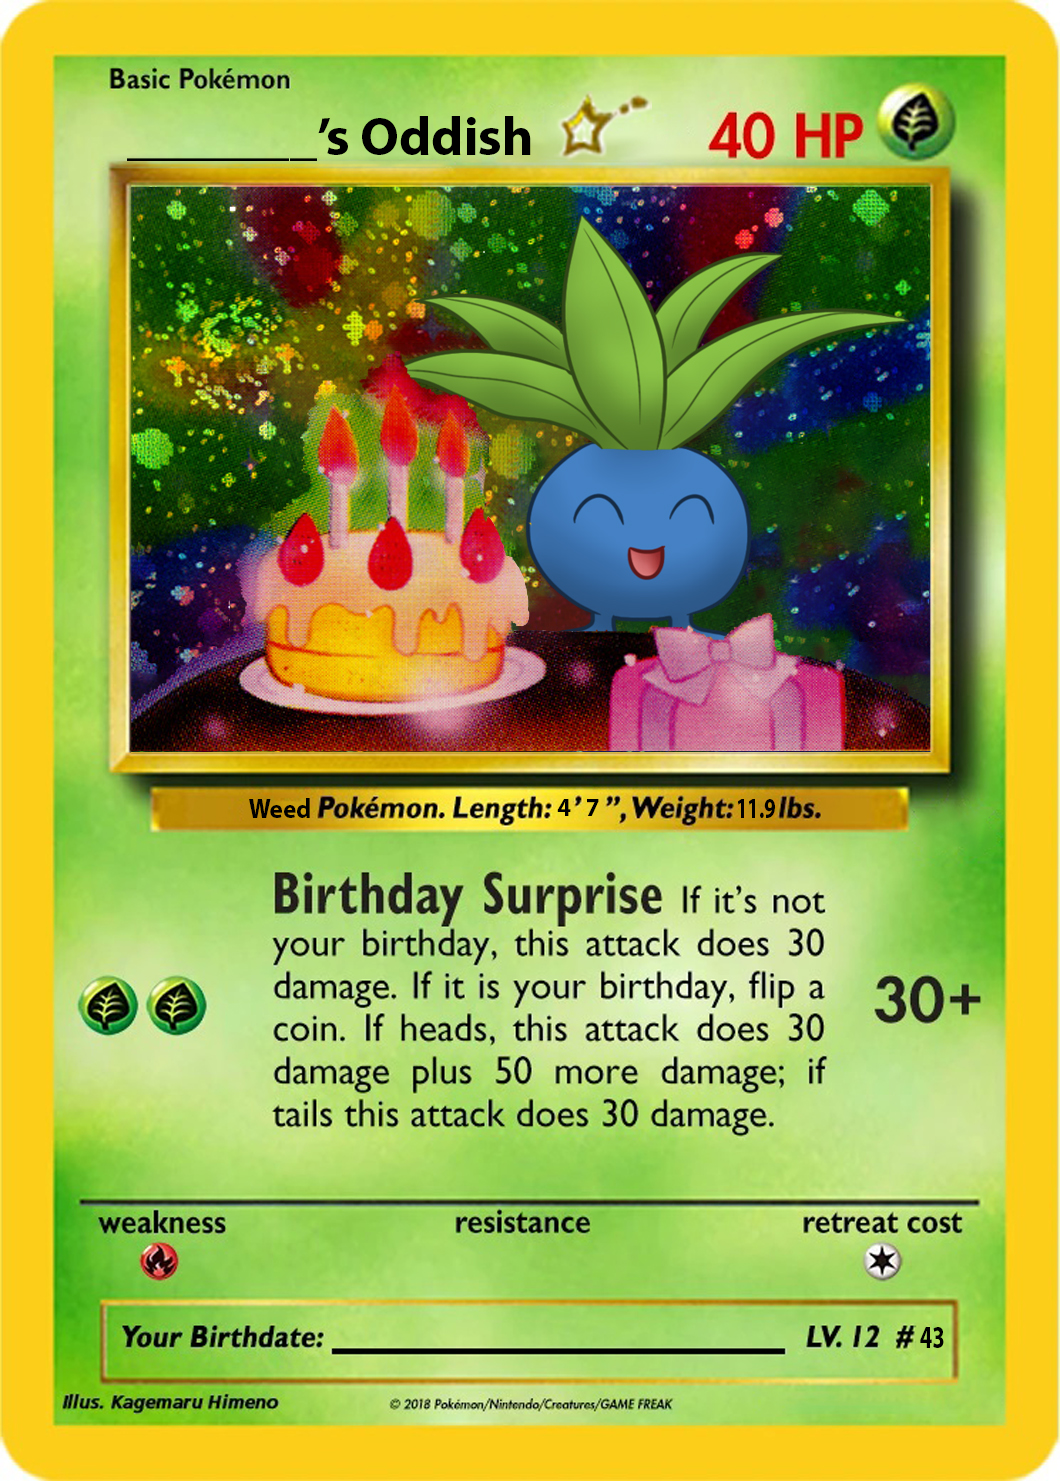 Basic Pokémon
________'s Oddish
40 HP
Weed Pokémon. Length: 4' 7 ", Weight: 11.9 lbs.
Birthday Surprise If it's not
your birthday, this attack does 30
damage. If it is your birthday, flip a
coin. If heads, this attack does 30
damage plus 50 more damage; if
tails this attack does 30 damage.
30+
weakness
resistance
retreat cost
Your Birthdate: ____________________ LV. 12 # 43
Illus. Kagemaru Himeno
© 2018 Pokémon/Nintendo/Creatures/GAME FREAK